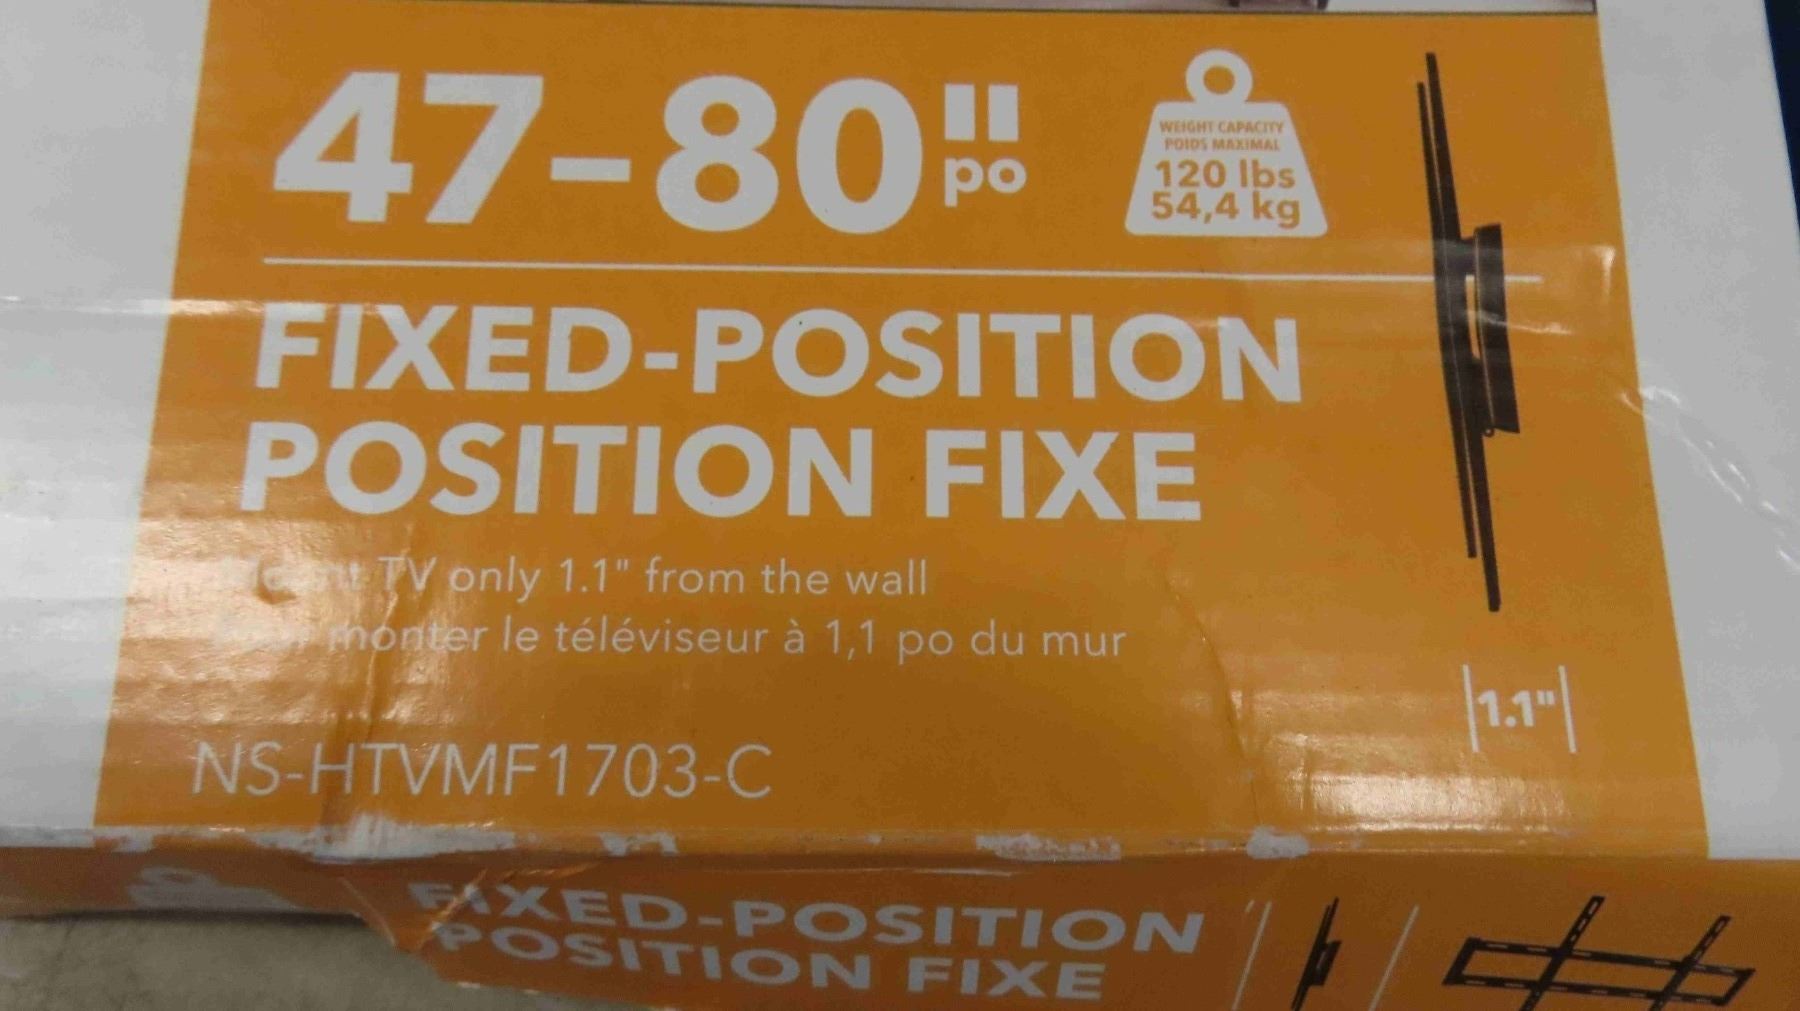 47-80"
po
WEIGHT CAPACITY
POIDS MAXIMAL
120 lbs
54,4 kg
FIXED-POSITION
POSITION FIXE
TV only 1.1" from the wall
monter le téléviseur à 1,1 po du mur
1.1"
NS-HTVMF1703-C
FIXED-POSITION
POSITION FIXE